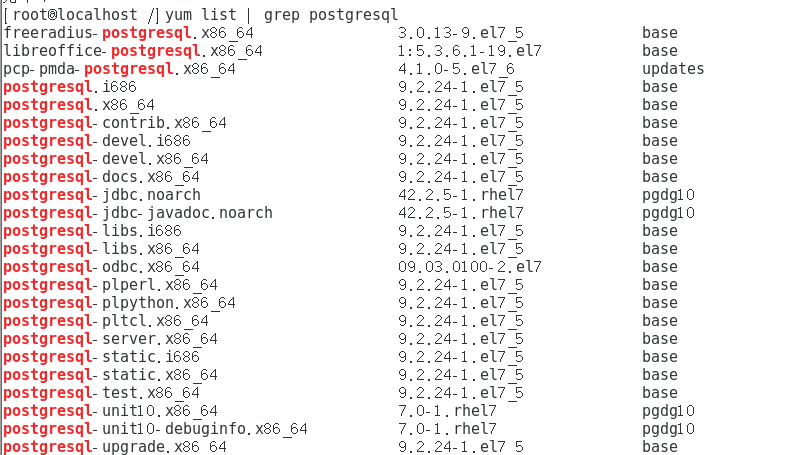 [root@localhost /]yum list | grep postgresql
freeradius-postgresql.x86_64 3.0.13-9.el7_5 base
libreoffice-postgresql.x86_64 1:5.3.6.1-19.el7 base
pcp-pmda-postgresql.x86_64 4.1.0-5.el7_6 updates
postgresql.i686 9.2.24-1.el7_5 base
postgresql.x86_64 9.2.24-1.el7_5 base
postgresql-contrib.x86_64 9.2.24-1.el7_5 base
postgresql-devel.i686 9.2.24-1.el7_5 base
postgresql-devel.x86_64 9.2.24-1.el7_5 base
postgresql-docs.x86_64 9.2.24-1.el7_5 base
postgresql-jdbc.noarch 42.2.5-1.rhel7 pgdg10
postgresql-jdbc-javadoc.noarch 42.2.5-1.rhel7 pgdg10
postgresql-libs.i686 9.2.24-1.el7_5 base
postgresql-libs.x86_64 9.2.24-1.el7_5 base
postgresql-odbc.x86_64 09.03.0100-2.el7 base
postgresql-plperl.x86_64 9.2.24-1.el7_5 base
postgresql-plpython.x86_64 9.2.24-1.el7_5 base
postgresql-pltcl.x86_64 9.2.24-1.el7_5 base
postgresql-server.x86_64 9.2.24-1.el7_5 base
postgresql-static.i686 9.2.24-1.el7_5 base
postgresql-static.x86_64 9.2.24-1.el7_5 base
postgresql-test.x86_64 9.2.24-1.el7_5 base
postgresql-unit10.x86_64 7.0-1.rhel7 pgdg10
postgresql-unit10-debuginfo.x86_64 7.0-1.rhel7 pgdg10
postgresql-upgrade.x86_64 9.2.24-1.el7_5 base